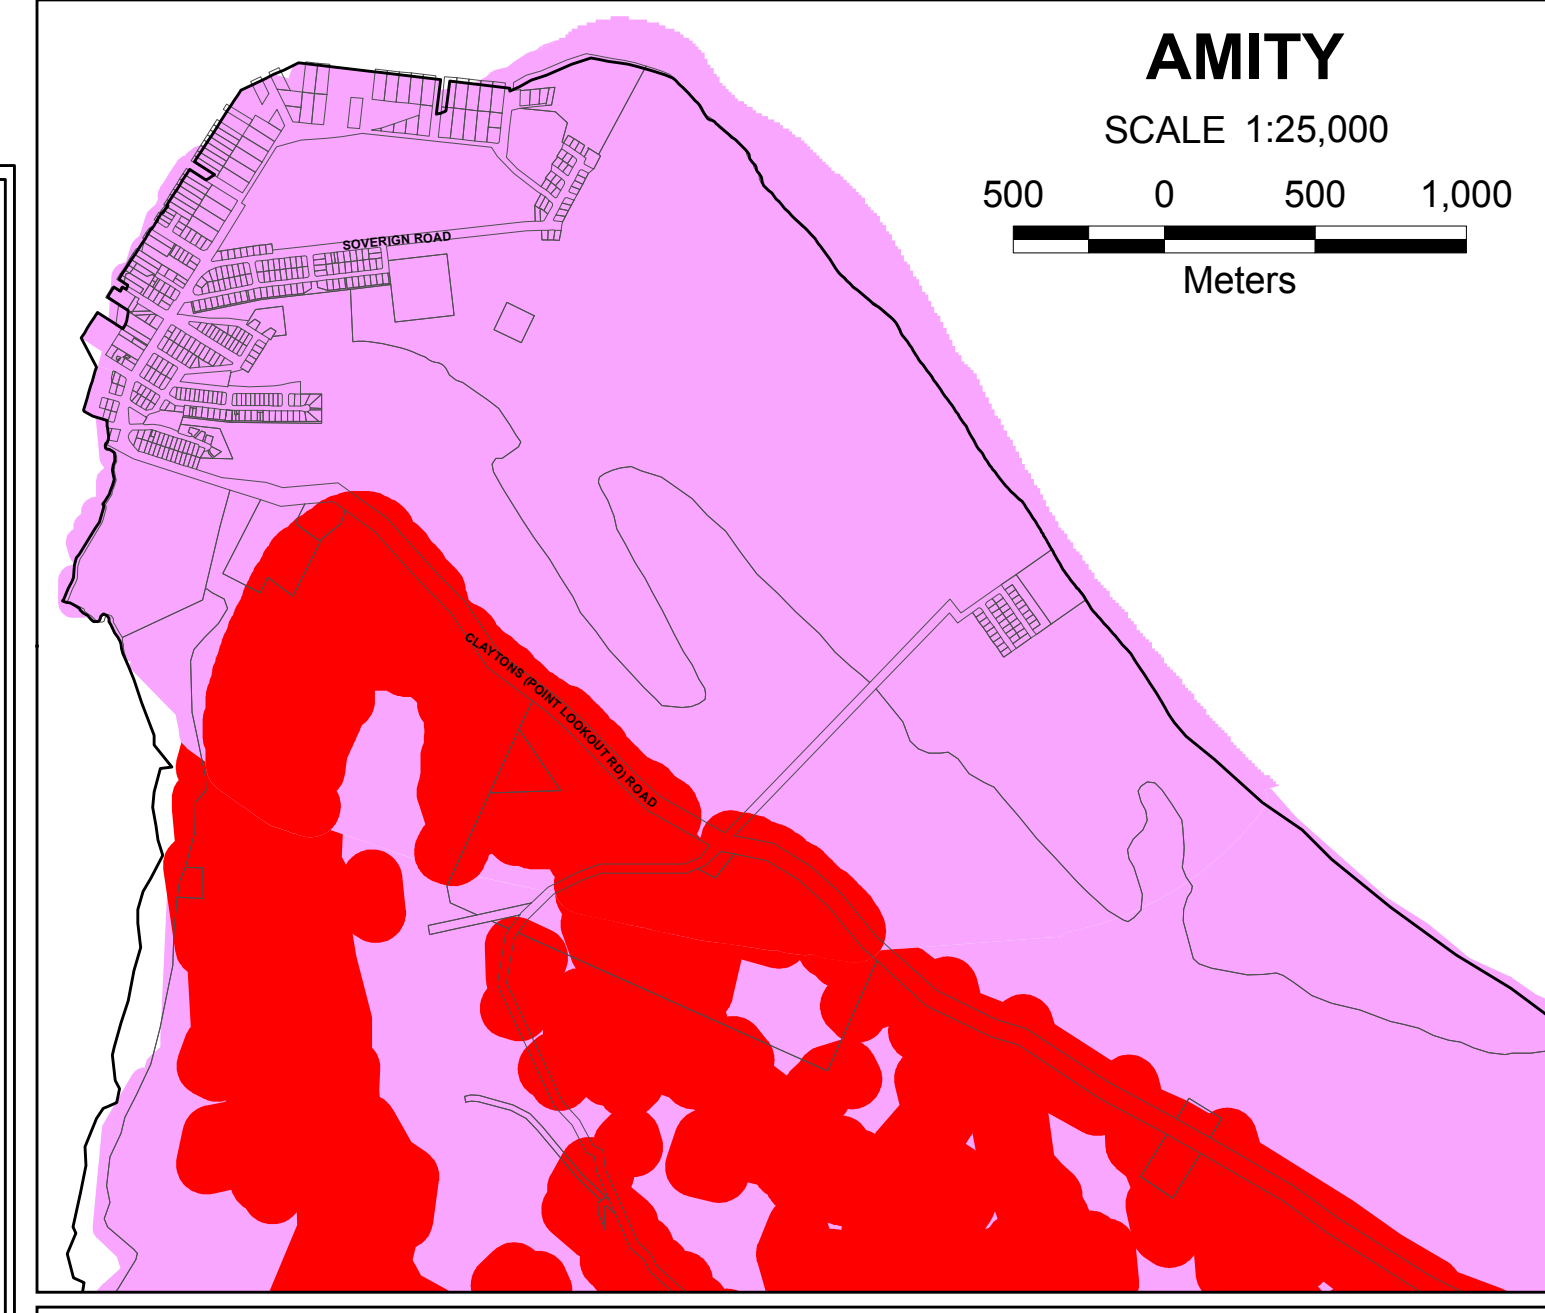 AMITY
SCALE 1:25,000
500 0 500 1,000
Meters
SOVERIGN ROAD
CLAYTONS (POINT LOOKOUT RD) ROAD